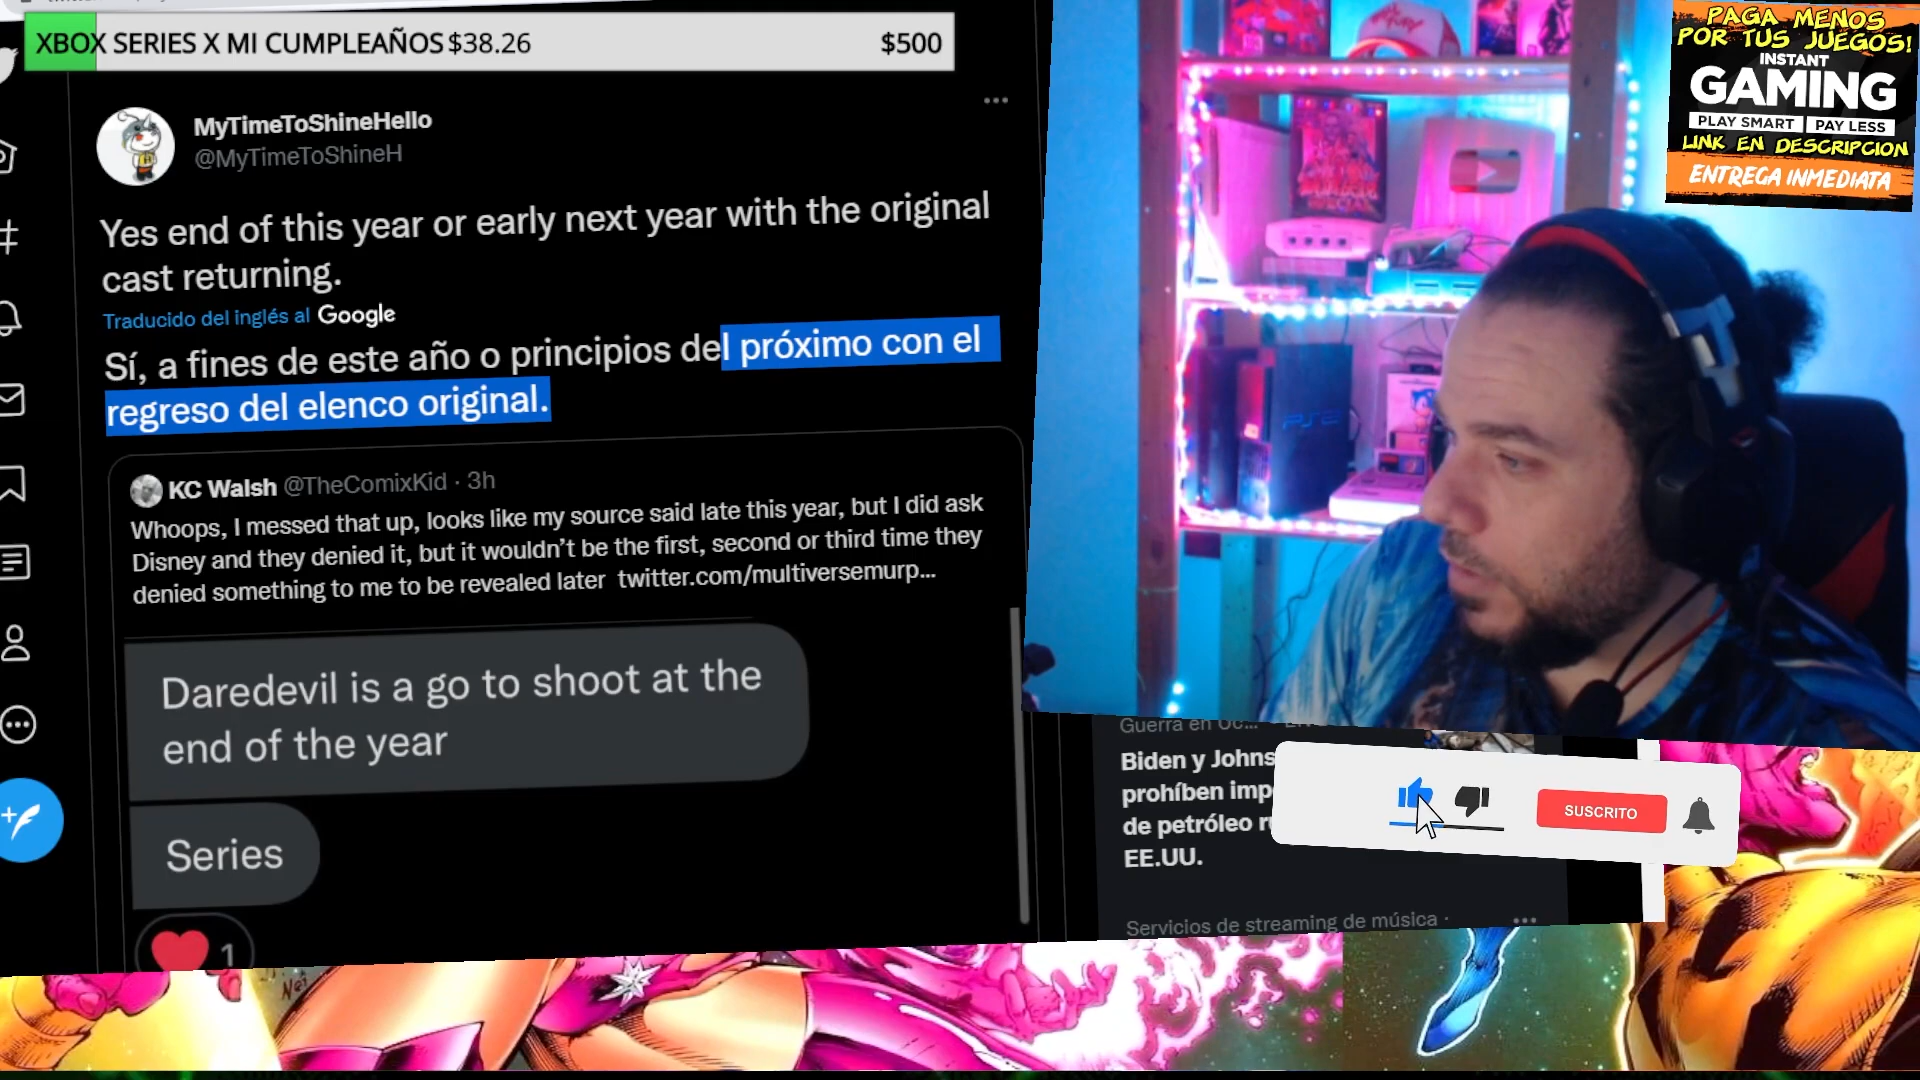 XBOX SERIES X MI CUMPLEAÑOS $38.26 $500
MyTimeToShineHello
@MyTimeToShineH
Yes end of this year or early next year with the original
cast returning.
Traducido del inglés al Google
Sí, a fines de este año o principios del próximo con el
regreso del elenco original.
KC Walsh @TheComixKid · 3h
Whoops, I messed that up, looks like my source said late this year, but I did ask
Disney and they denied it, but it wouldn't be the first, second or third time they
denied something to me to be revealed later twitter.com/multiversemurp...
Daredevil is a go to shoot at the
end of the year
Series
1
PAGA MENOS
POR TUS JUEGOS!
INSTANT
GAMING
PLAY SMART PAY LESS
LINK EN DESCRIPCION
ENTREGA INMEDIATA
PS2
Guerra en Uc...
Biden y Johns
prohíben imp
de petróleo r
EE.UU.
SUSCRITO
Servicios de streaming de música ·